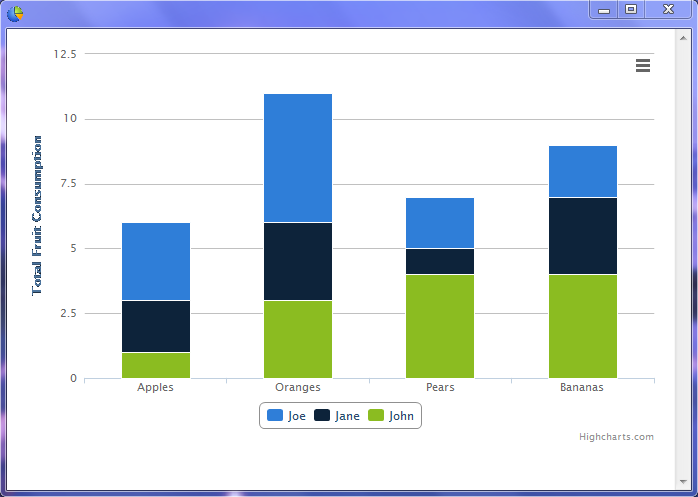 12.5
10
7.5
5
2.5
0
Total Fruit Consumption
Apples Oranges Pears Bananas
Joe Jane John
Highcharts.com